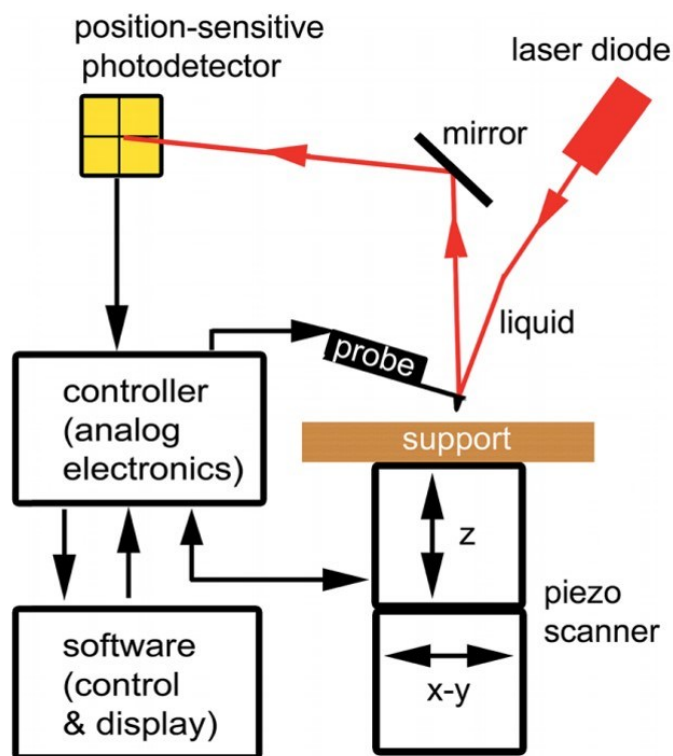 position-sensitive
photodetector
laser diode
mirror
liquid
probe
controller
(analog
electronics)
support
z
piezo
scanner
x-y
software
(control
& display)